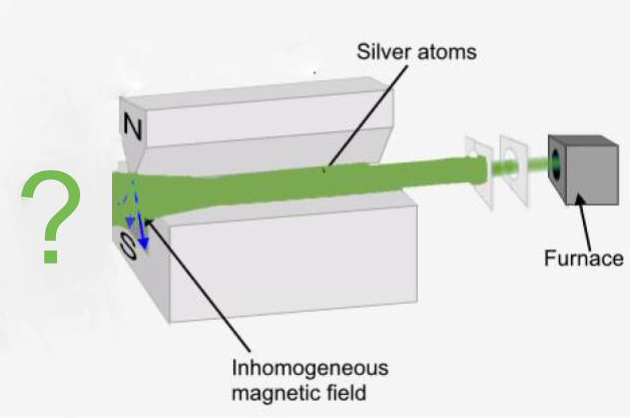 Silver atoms
N
?
S
Furnace
Inhomogeneous
magnetic field